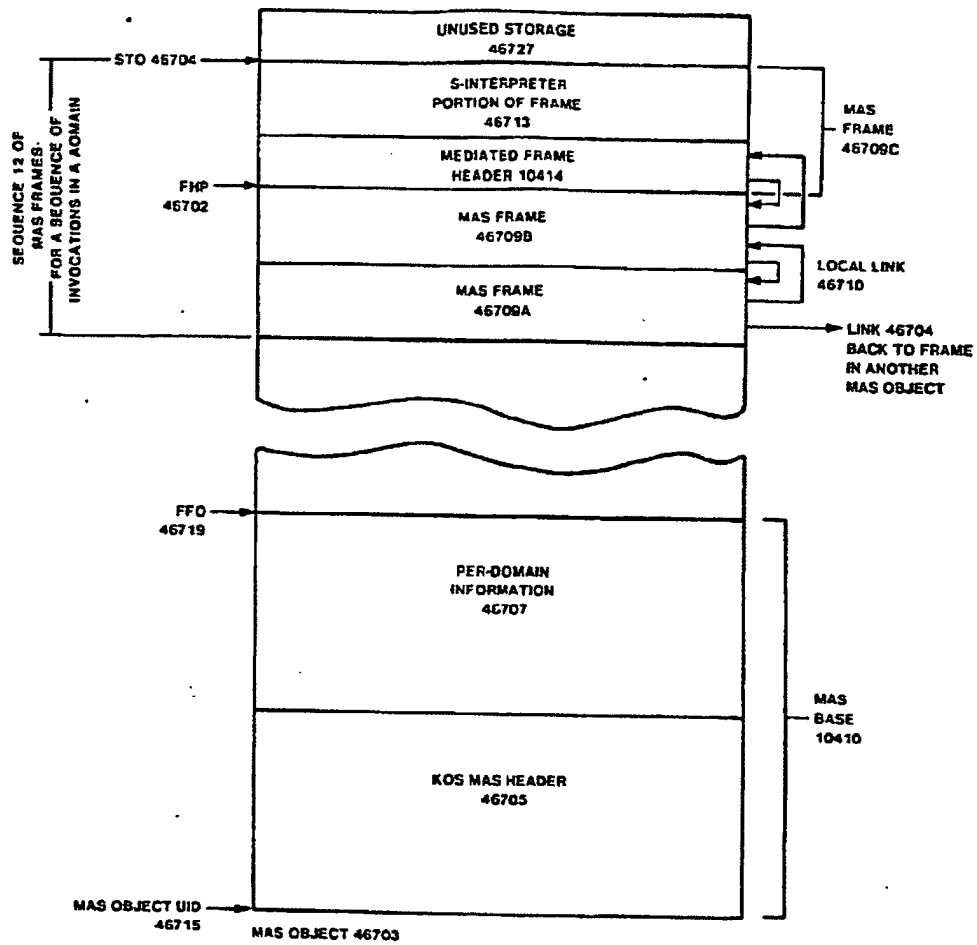 UNUSED STORAGE
46727
STO 46704
S-INTERPRETER
PORTION OF FRAME
46713
MAS
FRAME
46709C
MEDIATED FRAME
HEADER 10414
FHP
46702
SEQUENCE 12 OF
MAS FRAMES·
FOR A SEQUENCE OF
INVOCATIONS IN A AOMAIN
MAS FRAME
46709B
LOCAL LINK
46710
MAS FRAME
46709A
LINK 46704
BACK TO FRAME
IN ANOTHER
MAS OBJECT
FFO
46719
PER-DOMAIN
INFORMATION
46707
MAS
BASE
10410
KOS MAS HEADER
46705
MAS OBJECT UID
46715
MAS OBJECT 46703